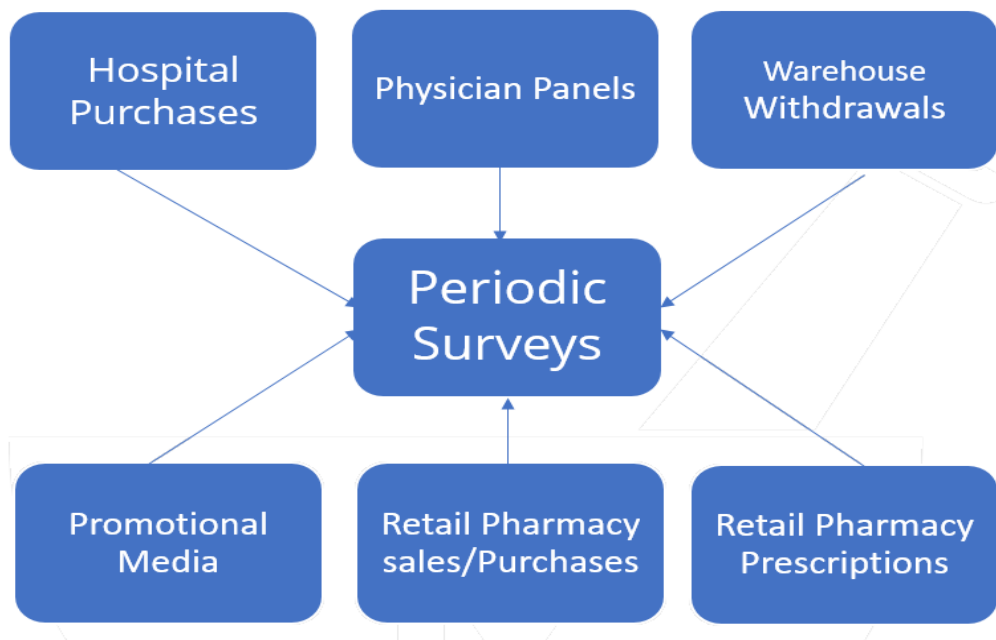 Hospital
Purchases
Physician Panels
Warehouse
Withdrawals
Periodic
Surveys
Promotional
Media
Retail Pharmacy
sales/Purchases
Retail Pharmacy
Prescriptions